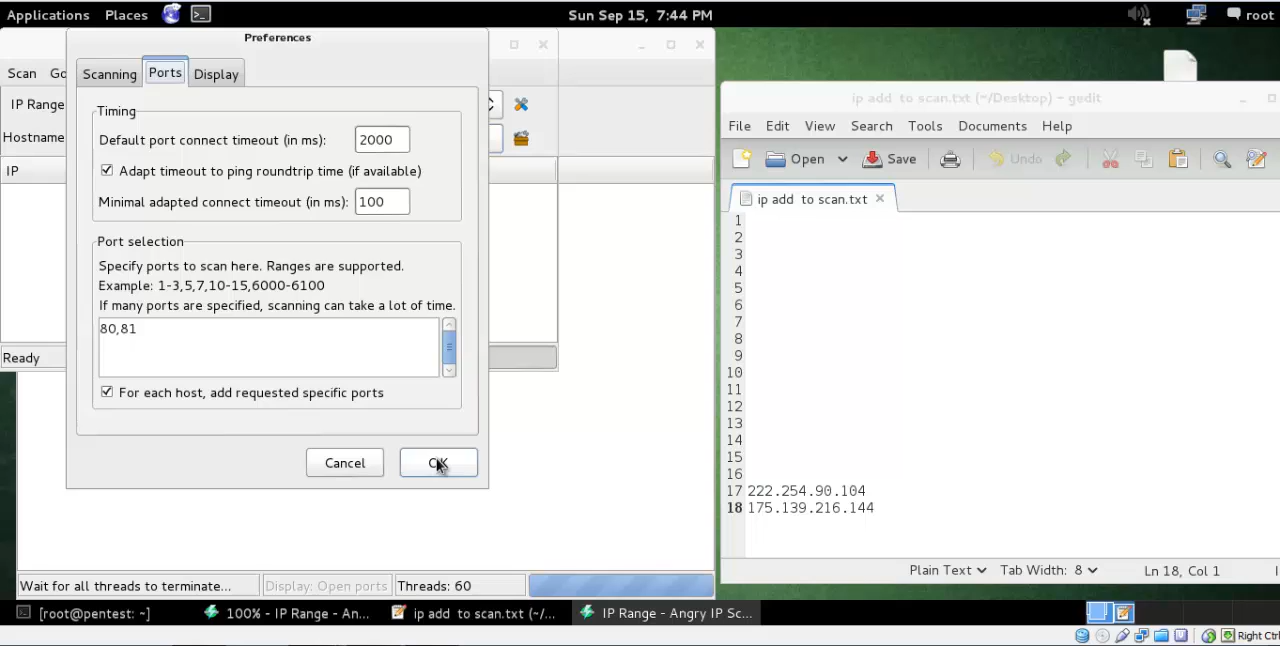 Applications Places Sun Sep 15, 7:44 PM root
Preferences
Scan Go
IP Range
Hostname
IP
Ready
Scanning Ports Display
Timing
Default port connect timeout (in ms): 2000
Adapt timeout to ping roundtrip time (if available)
Minimal adapted connect timeout (in ms): 100
Port selection
Specify ports to scan here. Ranges are supported.
Example: 1-3,5,7,10-15,6000-6100
If many ports are specified, scanning can take a lot of time.
80,81
For each host, add requested specific ports
Cancel OK
Wait for all threads to terminate... Display: Open ports Threads: 60
ip add to scan.txt (~/Desktop) - gedit
File Edit View Search Tools Documents Help
Open Save Undo
ip add to scan.txt
1
2
3
4
5
6
7
8
9
10
11
12
13
14
15
16
17 222.254.90.104
18 175.139.216.144
Plain Text Tab Width: 8 Ln 18, Col 1
[root@pentest: ~] 100% - IP Range - An... ip add to scan.txt (~/... IP Range - Angry IP Sc...
Right Ctrl